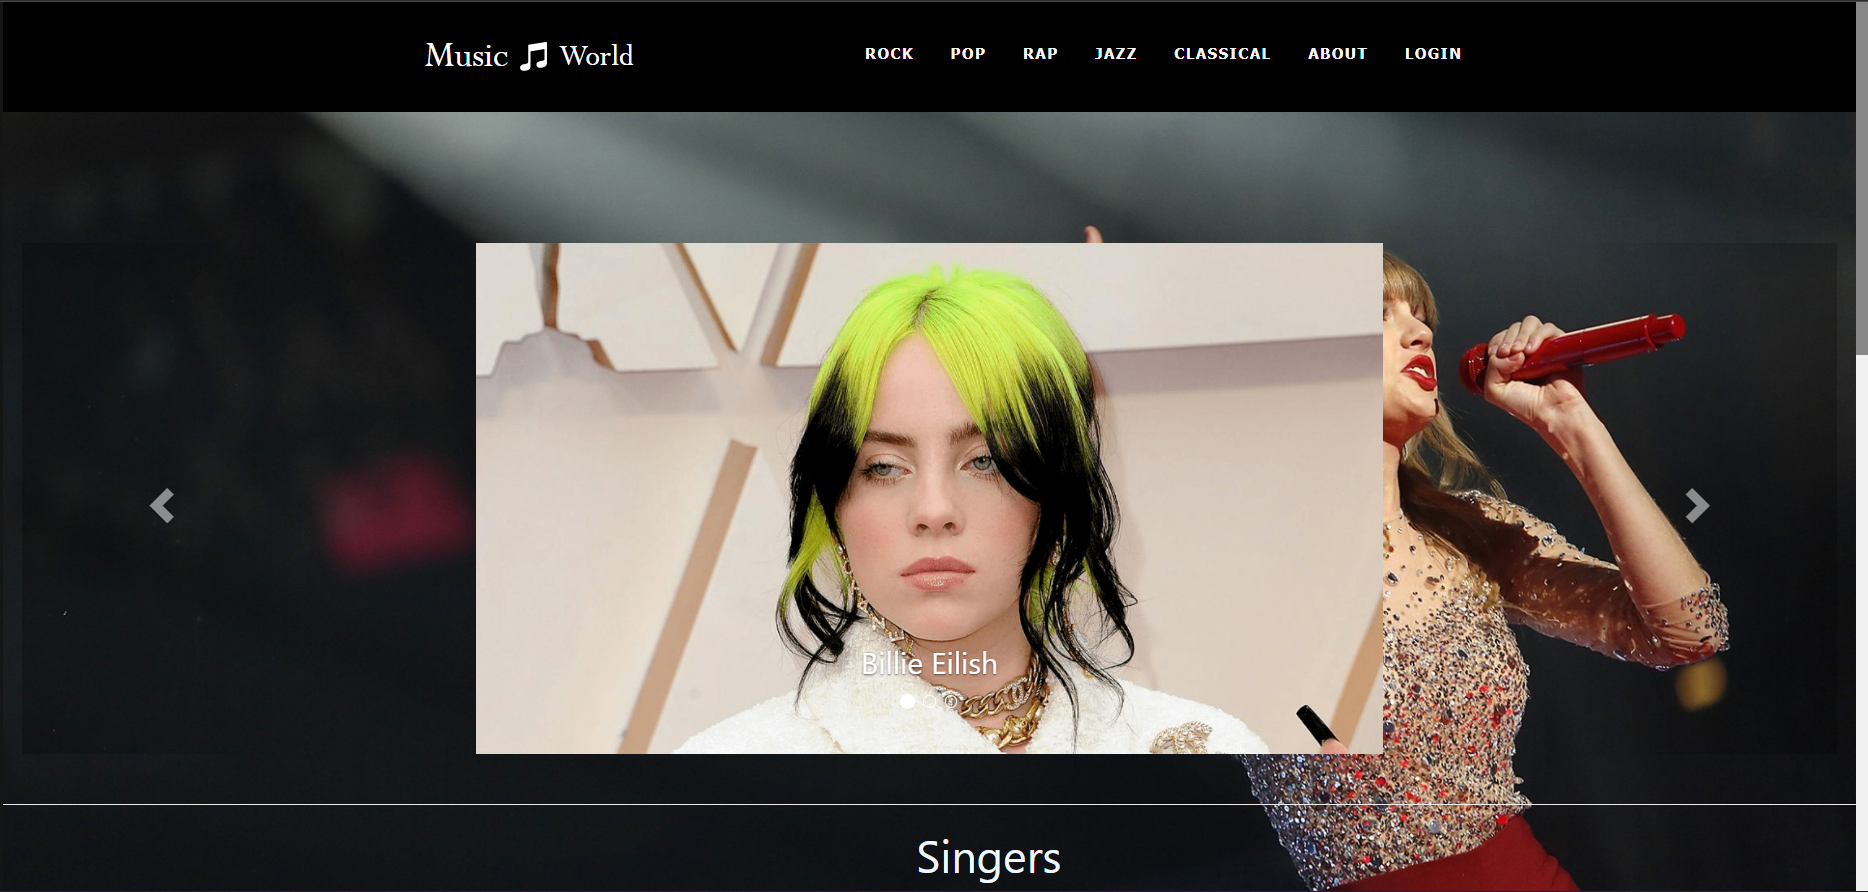 Music World
ROCK POP RAP JAZZ CLASSICAL ABOUT LOGIN
Billie Eilish
Singers